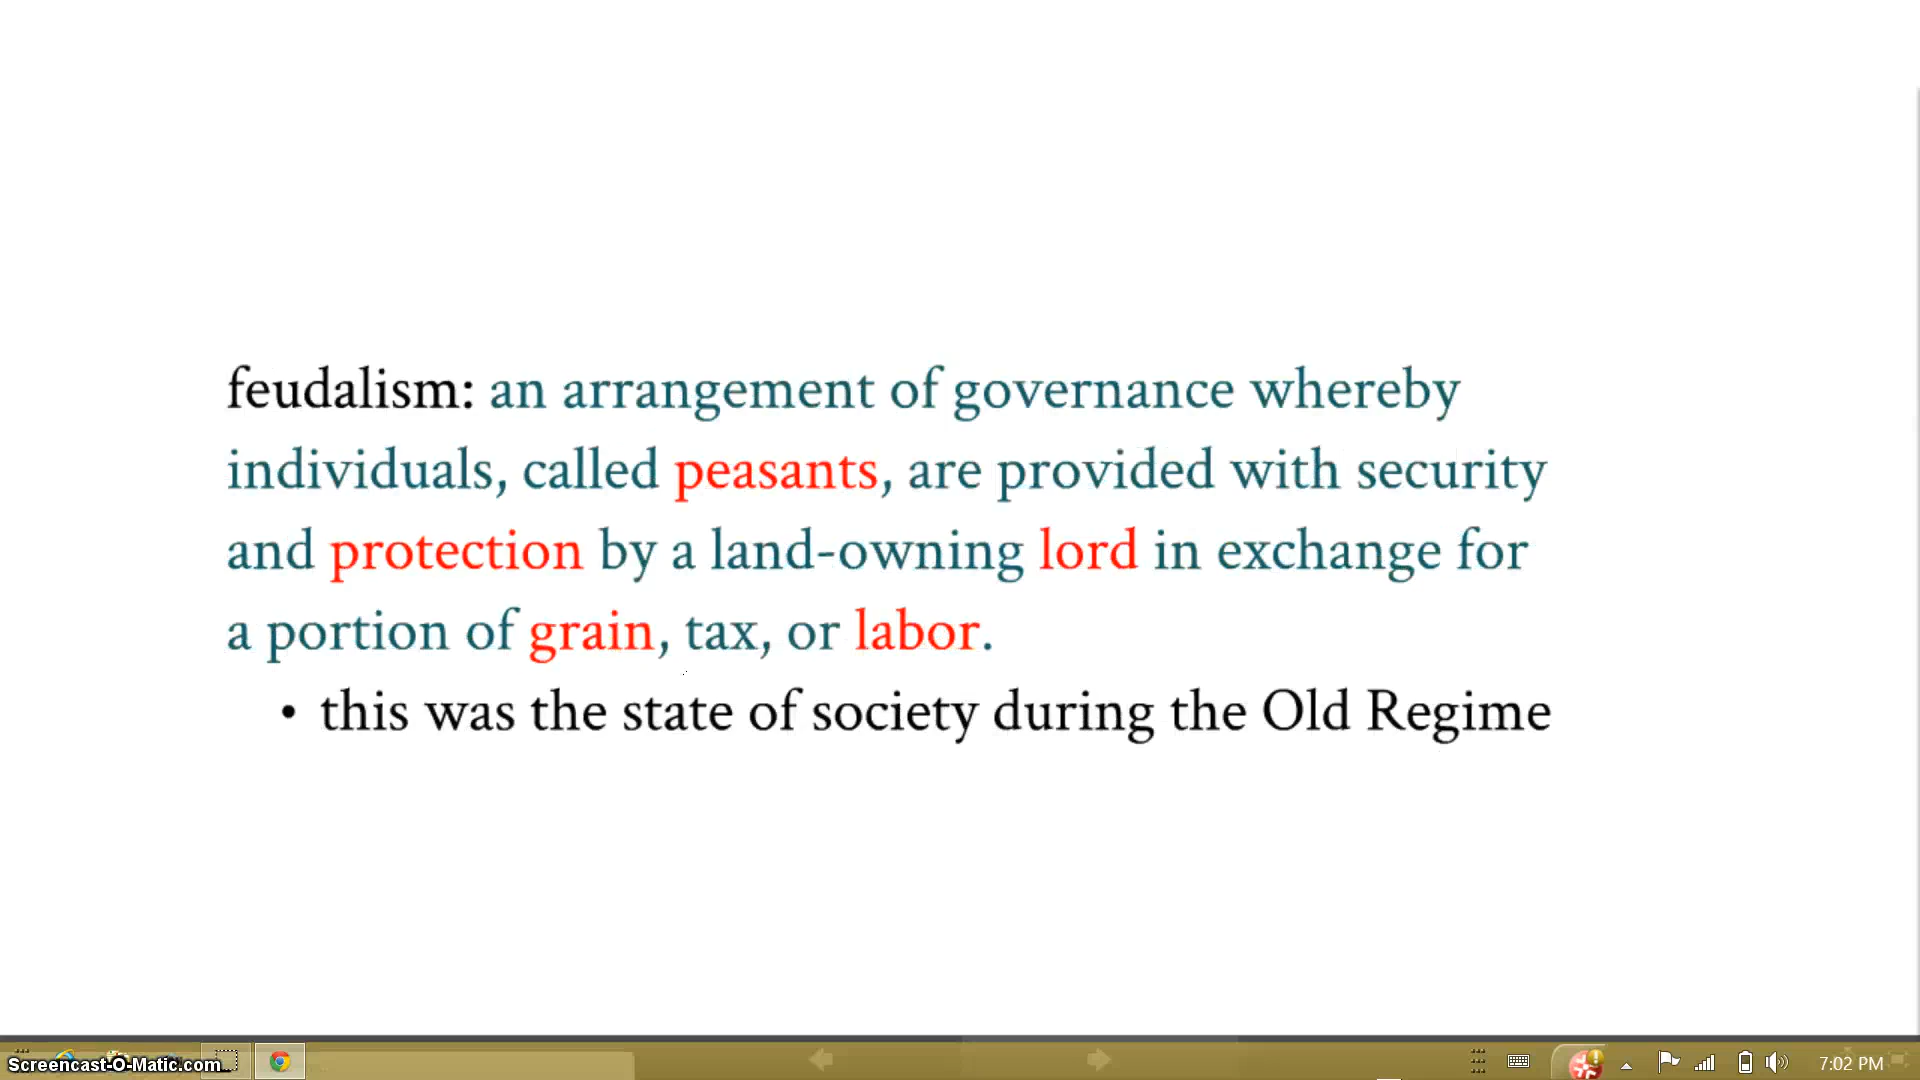 feudalism: an arrangement of governance whereby
individuals, called peasants, are provided with security
and protection by a land-owning lord in exchange for
a portion of grain, tax, or labor.
• this was the state of society during the Old Regime
Screencast-O-Matic.com
7:02 PM